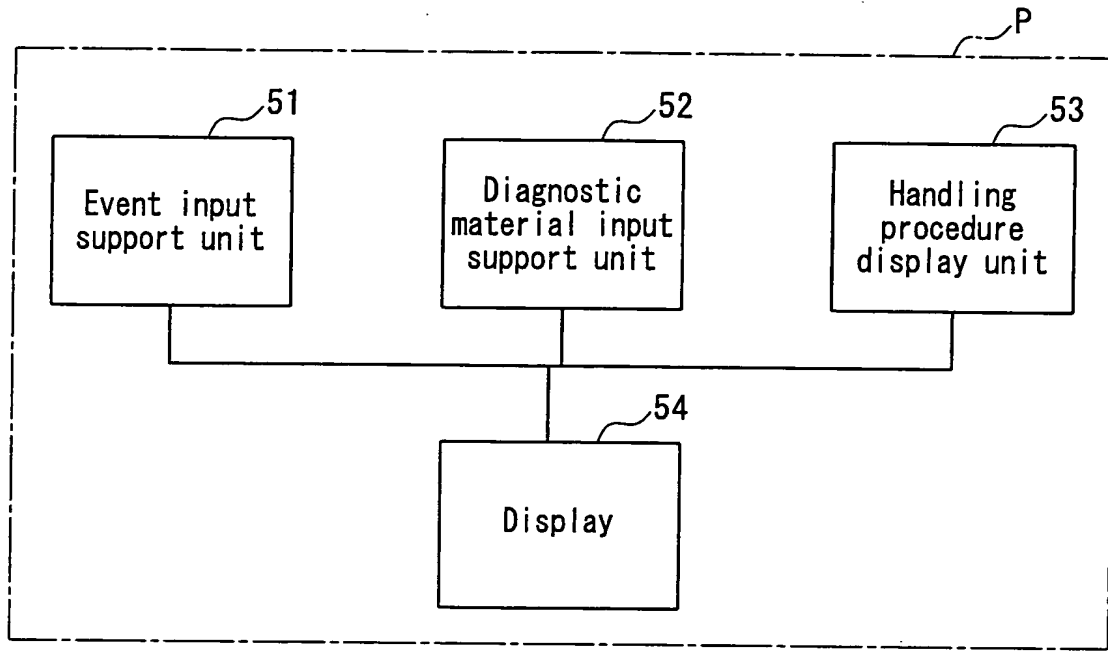 P
51
52
53
Event input
support unit
Diagnostic
material input
support unit
Handling
procedure
display unit
54
Display